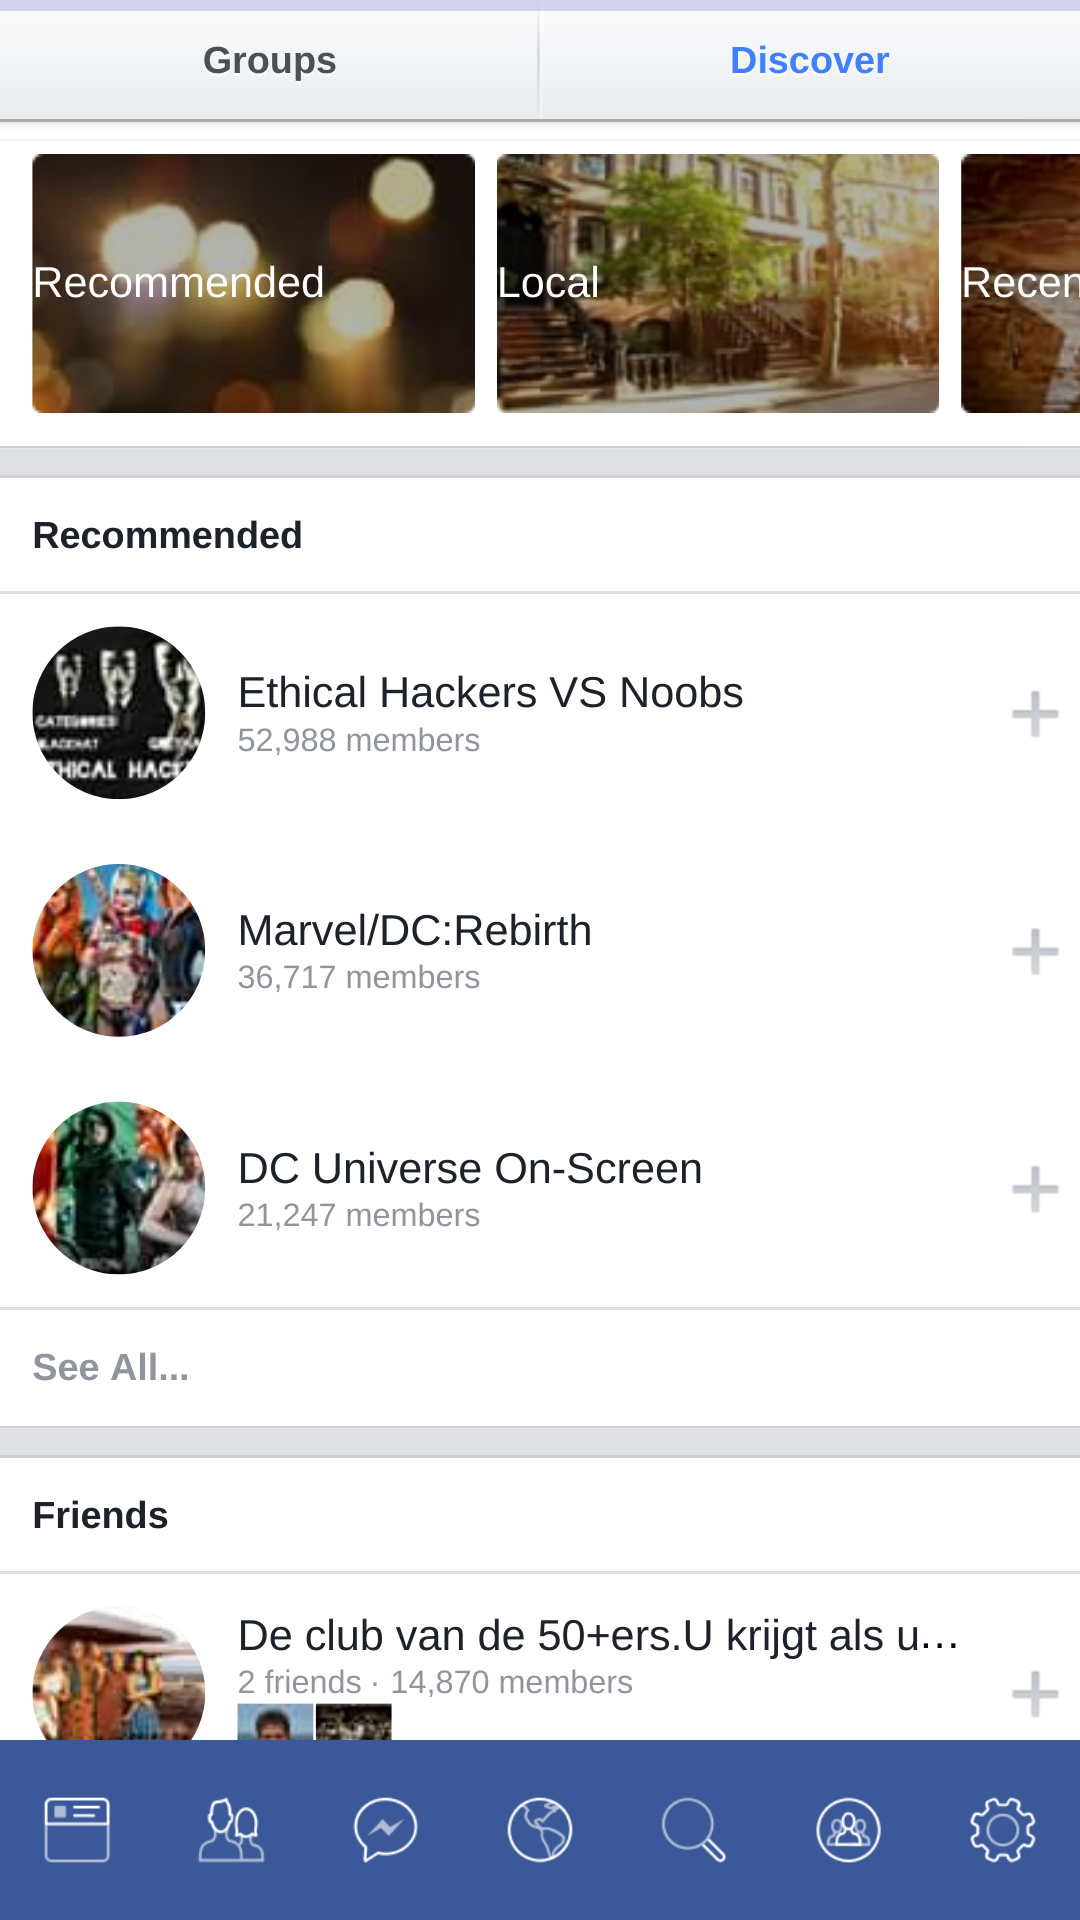 Groups
Discover
Recommended
Local
Recen
Recommended
CATEGORIES
Ethical Hackers VS Noobs
52,988 members
Marvel/DC:Rebirth
36,717 members
DC Universe On-Screen
21,247 members
See All...
Friends
De club van de 50+ers.U krijgt als u…
2 friends · 14,870 members